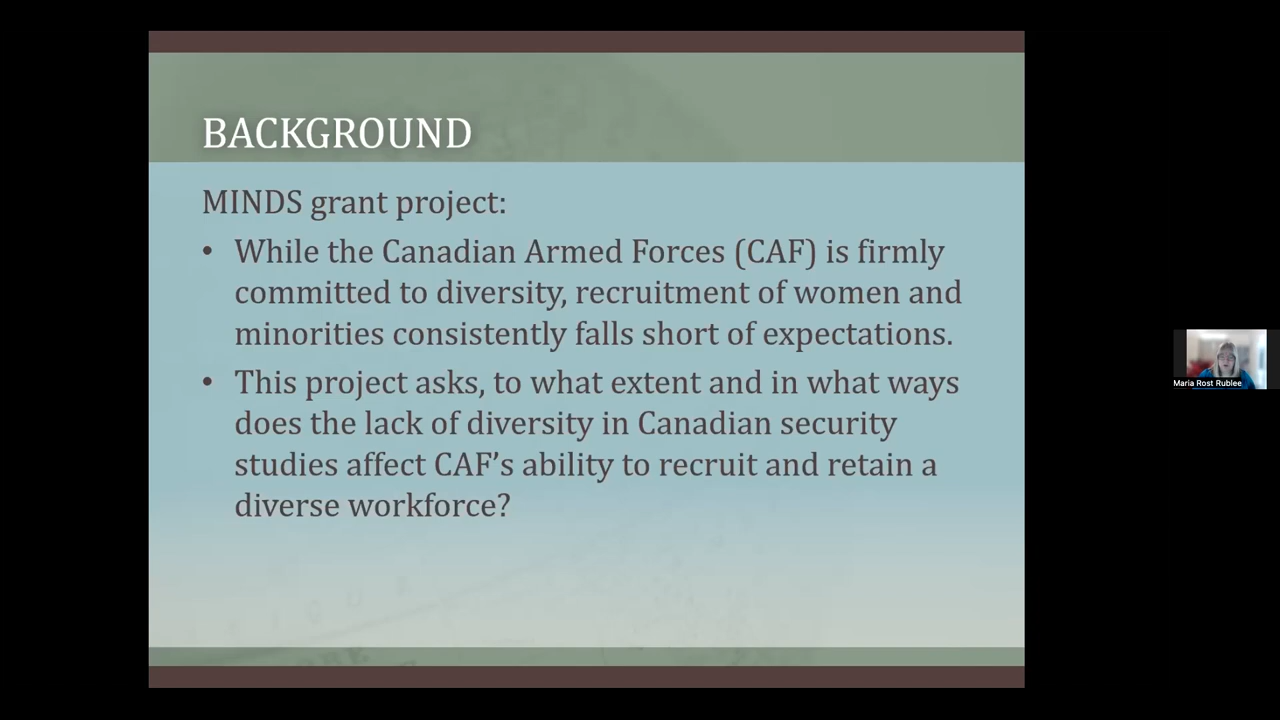 BACKGROUND
MINDS grant project:
• While the Canadian Armed Forces (CAF) is firmly
committed to diversity, recruitment of women and
minorities consistently falls short of expectations.
• This project asks, to what extent and in what ways
does the lack of diversity in Canadian security
studies affect CAF’s ability to recruit and retain a
diverse workforce?
Maria Rost Rublee